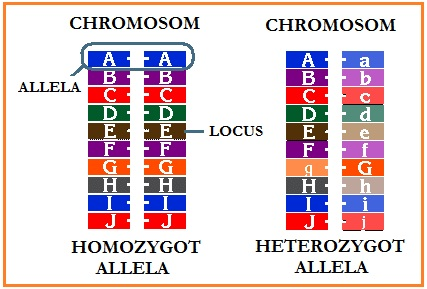 CHROMOSOM
A A
B B
C C
D D
E E
F F
G G
H H
I I
J J
ALLELA
LOCUS
HOMOZYGOT
ALLELA
CHROMOSOM
A a
B b
C c
D d
E e
F f
g G
H h
I i
J j
HETEROZYGOT
ALLELA